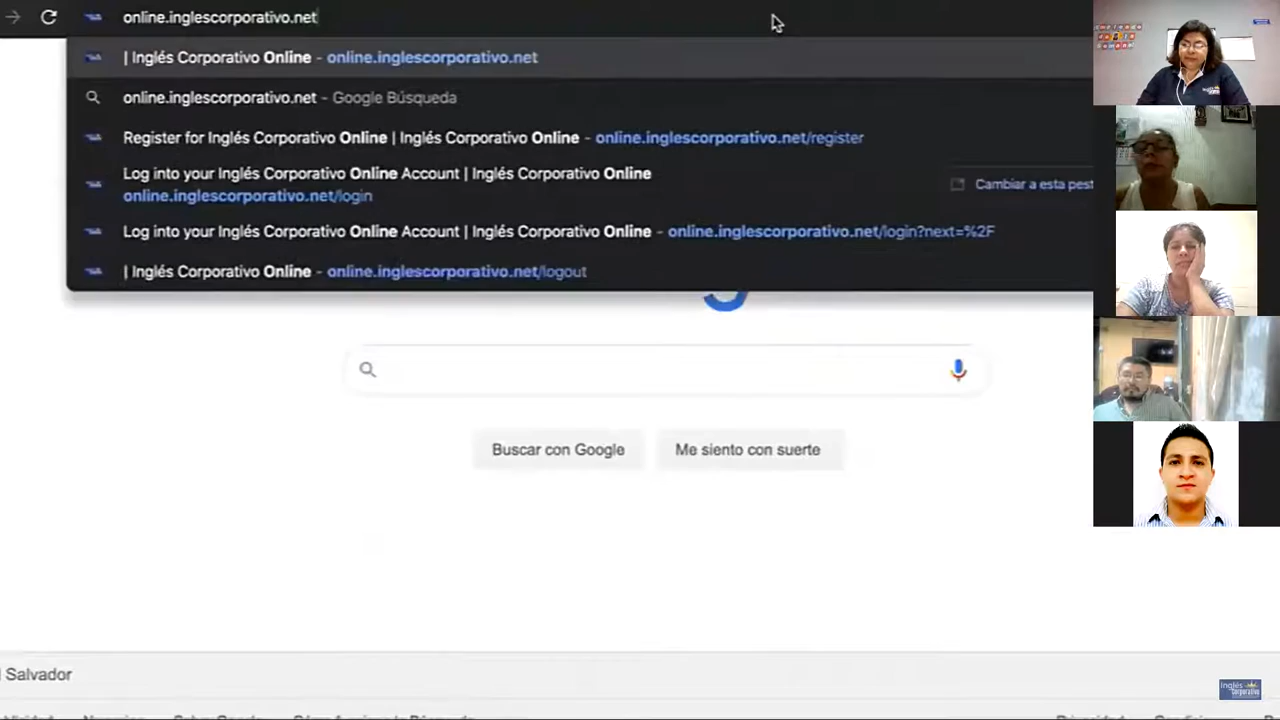 online.inglescorporativo.net
| Inglés Corporativo Online - online.inglescorporativo.net
online.inglescorporativo.net - Google Búsqueda
Register for Inglés Corporativo Online | Inglés Corporativo Online - online.inglescorporativo.net/register
Log into your Inglés Corporativo Online Account | Inglés Corporativo Online
online.inglescorporativo.net/login
Cambiar a esta pest
Log into your Inglés Corporativo Online Account | Inglés Corporativo Online - online.inglescorporativo.net/login?next=%2F
| Inglés Corporativo Online - online.inglescorporativo.net/logout
Buscar con Google
Me siento con suerte
Salvador
Inglés
Corporativo